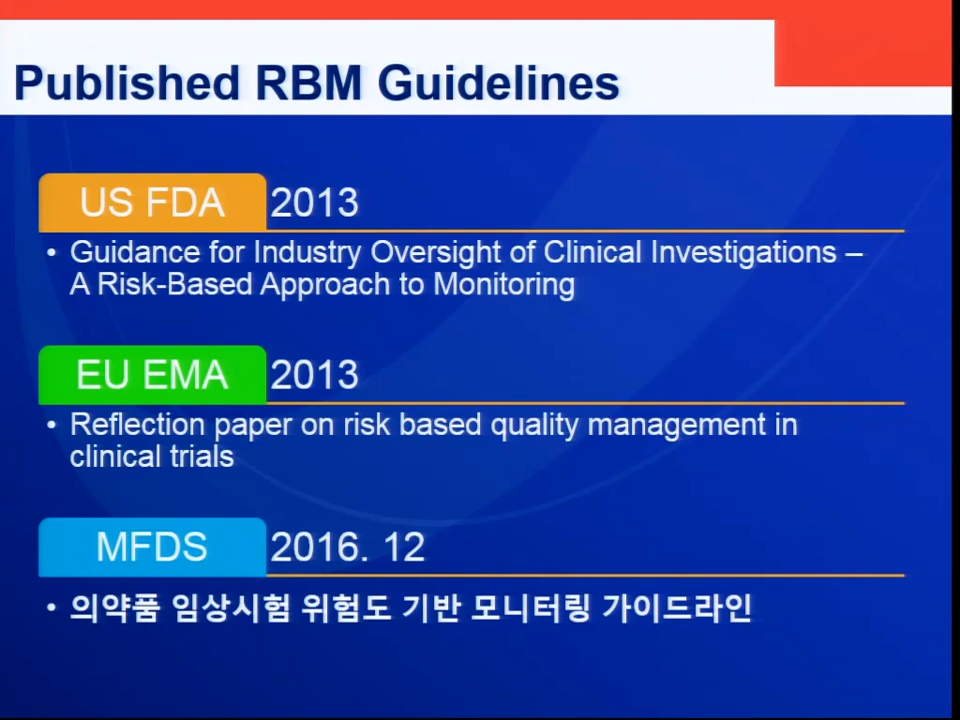 Published RBM Guidelines
US FDA 2013
• Guidance for Industry Oversight of Clinical Investigations –
A Risk-Based Approach to Monitoring
EU EMA 2013
• Reflection paper on risk based quality management in
clinical trials
MFDS 2016. 12
• 의약품 임상시험 위험도 기반 모니터링 가이드라인